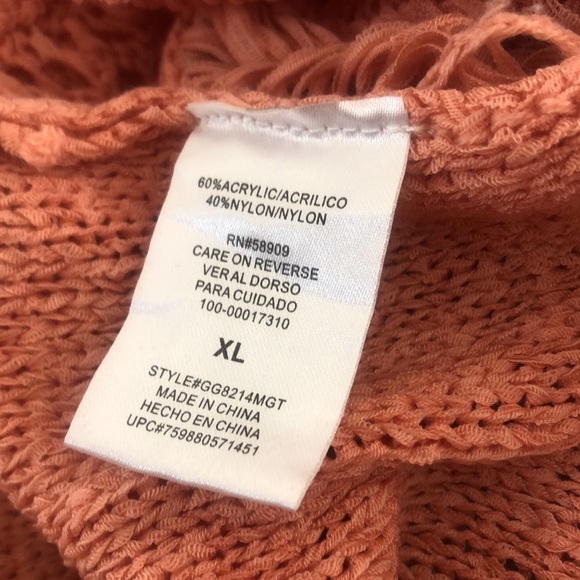 60%ACRYLIC/ACRILICO
40%NYLON/NYLON
RN#58909
CARE ON REVERSE
VER AL DORSO
PARA CUIDADO
100-00017310
XL
STYLE#GG8214MGT
MADE IN CHINA
HECHO EN CHINA
UPC#759880571451